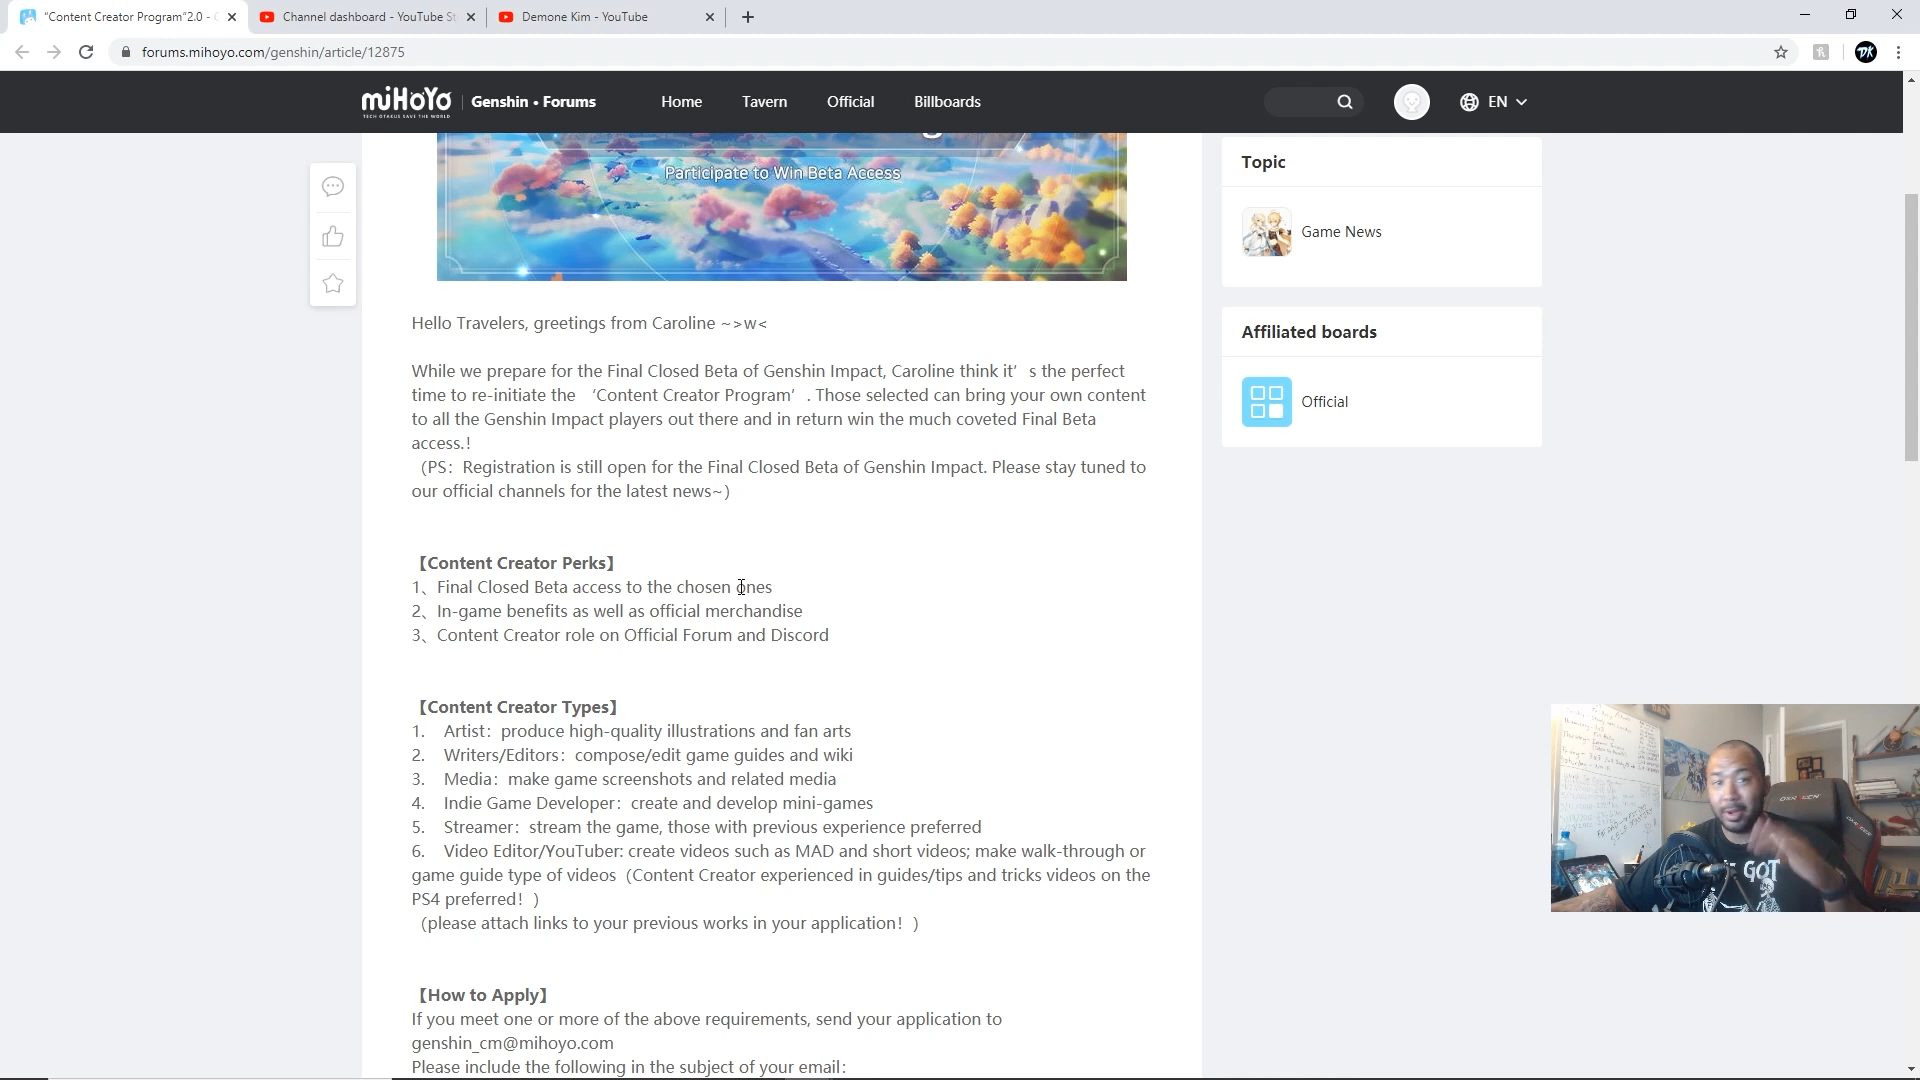 "Content Creator Program"2.0 -
Channel dashboard - YouTube St
Demone Kim - YouTube
forums.mihoyo.com/genshin/article/12875
DK
miHoYo
TECH OTAKUS SAVE THE WORLD
Genshin • Forums
Home
Tavern
Official
Billboards
EN
Participate to Win Beta Access
Topic
Game News
Affiliated boards
Official
Hello Travelers, greetings from Caroline ~>w<
While we prepare for the Final Closed Beta of Genshin Impact, Caroline think it’s the perfect
time to re-initiate the ‘Content Creator Program’. Those selected can bring your own content
to all the Genshin Impact players out there and in return win the much coveted Final Beta
access.!
（PS：Registration is still open for the Final Closed Beta of Genshin Impact. Please stay tuned to
our official channels for the latest news~）
【Content Creator Perks】
1、Final Closed Beta access to the chosen ones
2、In-game benefits as well as official merchandise
3、Content Creator role on Official Forum and Discord
【Content Creator Types】
1. Artist：produce high-quality illustrations and fan arts
2. Writers/Editors：compose/edit game guides and wiki
3. Media：make game screenshots and related media
4. Indie Game Developer：create and develop mini-games
5. Streamer：stream the game, those with previous experience preferred
6. Video Editor/YouTuber: create videos such as MAD and short videos; make walk-through or
game guide type of videos（Content Creator experienced in guides/tips and tricks videos on the
PS4 preferred！）
（please attach links to your previous works in your application！）
【How to Apply】
If you meet one or more of the above requirements, send your application to
genshin_cm@mihoyo.com
Please include the following in the subject of your email：
GOT